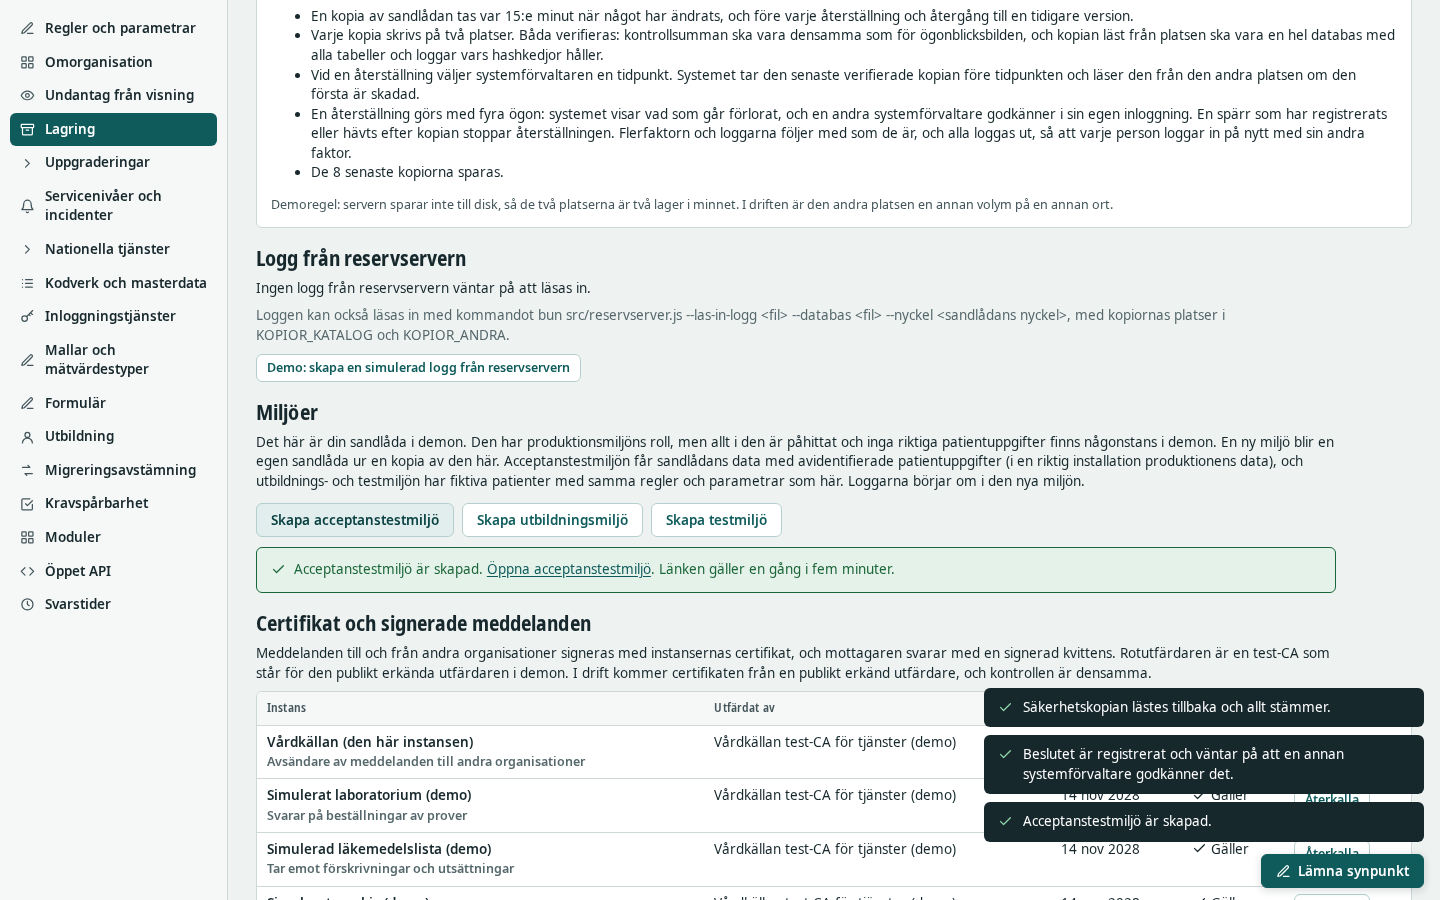 Regler och parametrar
Omorganisation
Undantag från visning
Lagring
Uppgraderingar
Servicenivåer och
incidenter
Nationella tjänster
Kodverk och masterdata
Inloggningstjänster
Mallar och
mätvärdestyper
Formulär
Utbildning
Migreringsavstämning
Kravspårbarhet
Moduler
Öppet API
Svarstider
En kopia av sandlådan tas var 15:e minut när något har ändrats, och före varje återställning och återgång till en tidigare version.
Varje kopia skrivs på två platser. Båda verifieras: kontrollsumman ska vara densamma som för ögonblicksbilden, och kopian läst från platsen ska vara en hel databas med
alla tabeller och loggar vars hashkedjor håller.
Vid en återställning väljer systemförvaltaren en tidpunkt. Systemet tar den senaste verifierade kopian före tidpunkten och läser den från den andra platsen om den
första är skadad.
En återställning görs med fyra ögon: systemet visar vad som går förlorat, och en andra systemförvaltare godkänner i sin egen inloggning. En spärr som har registrerats
eller hävts efter kopian stoppar återställningen. Flerfaktorn och loggarna följer med som de är, och alla loggas ut, så att varje person loggar in på nytt med sin andra
faktor.
De 8 senaste kopiorna sparas.
Demoregel: servern sparar inte till disk, så de två platserna är två lager i minnet. I driften är den andra platsen en annan volym på en annan ort.
Logg från reservservern
Ingen logg från reservservern väntar på att läsas in.
Loggen kan också läsas in med kommandot bun src/reservserver.js --las-in-logg <fil> --databas <fil> --nyckel <sandlådans nyckel>, med kopiornas platser i
KOPIOR_KATALOG och KOPIOR_ANDRA.
Demo: skapa en simulerad logg från reservservern
Miljöer
Det här är din sandlåda i demon. Den har produktionsmiljöns roll, men allt i den är påhittat och inga riktiga patientuppgifter finns någonstans i demon. En ny miljö blir en
egen sandlåda ur en kopia av den här. Acceptanstestmiljön får sandlådans data med avidentifierade patientuppgifter (i en riktig installation produktionens data), och
utbildnings- och testmiljön har fiktiva patienter med samma regler och parametrar som här. Loggarna börjar om i den nya miljön.
Skapa acceptanstestmiljö
Skapa utbildningsmiljö
Skapa testmiljö
Acceptanstestmiljö är skapad. Öppna acceptanstestmiljö. Länken gäller en gång i fem minuter.
Certifikat och signerade meddelanden
Meddelanden till och från andra organisationer signeras med instansernas certifikat, och mottagaren svarar med en signerad kvittens. Rotutfärdaren är en test-CA som
står för den publikt erkända utfärdaren i demon. I drift kommer certifikaten från en publikt erkänd utfärdare, och kontrollen är densamma.
Instans Utfärdat av
Vårdkällan (den här instansen) Vårdkällan test-CA för tjänster (demo)
Avsändare av meddelanden till andra organisationer
Simulerat laboratorium (demo) Vårdkällan test-CA för tjänster (demo) 14 nov 2028 Gäller Återkalla
Svarar på beställningar av prover
Simulerad läkemedelslista (demo) Vårdkällan test-CA för tjänster (demo) 14 nov 2028 Gäller Återkalla
Tar emot förskrivningar och utsättningar
Säkerhetskopian lästes tillbaka och allt stämmer.
Beslutet är registrerat och väntar på att en annan
systemförvaltare godkänner det.
Acceptanstestmiljö är skapad.
Lämna synpunkt